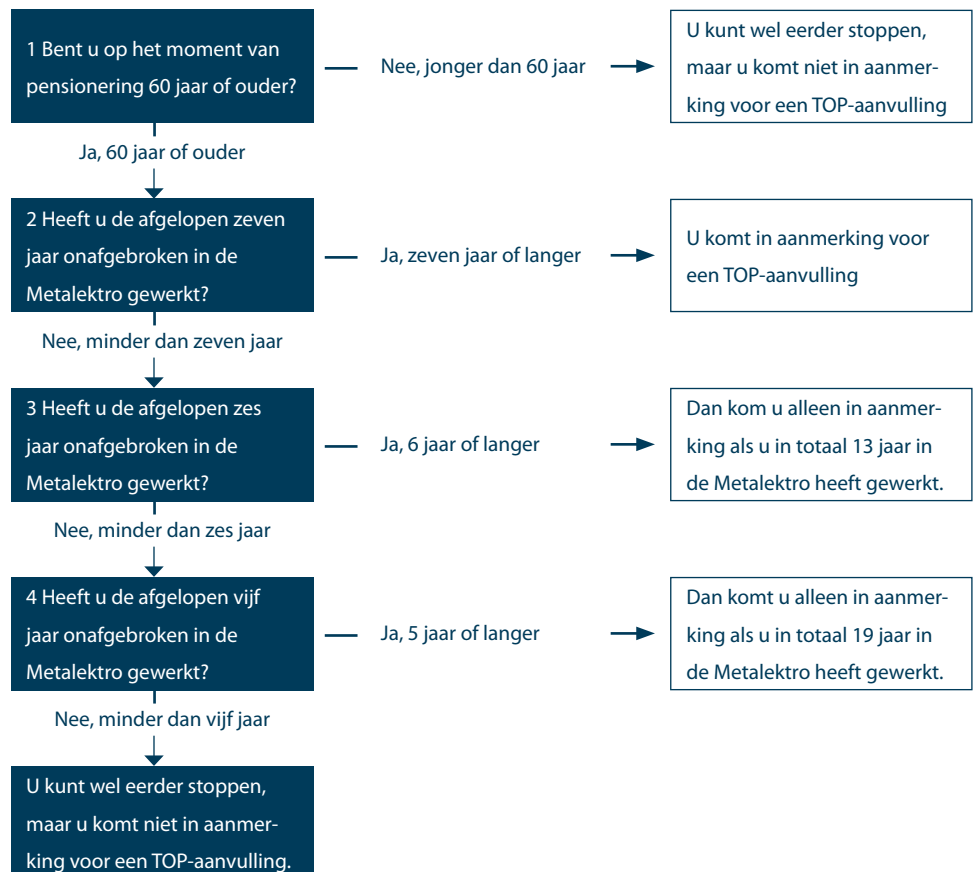 1 Bent u op het moment van
pensionering 60 jaar of ouder?
Nee, jonger dan 60 jaar
U kunt wel eerder stoppen,
maar u komt niet in aanmer-
king voor een TOP-aanvulling
Ja, 60 jaar of ouder
2 Heeft u de afgelopen zeven
jaar onafgebroken in de
Metalektro gewerkt?
Ja, zeven jaar of langer
U komt in aanmerking voor
een TOP-aanvulling
Nee, minder dan zeven jaar
3 Heeft u de afgelopen zes
jaar onafgebroken in de
Metalektro gewerkt?
Ja, 6 jaar of langer
Dan kom u alleen in aanmer-
king als u in totaal 13 jaar in
de Metalektro heeft gewerkt.
Nee, minder dan zes jaar
4 Heeft u de afgelopen vijf
jaar onafgebroken in de
Metalektro gewerkt?
Ja, 5 jaar of langer
Dan komt u alleen in aanmer-
king als u in totaal 19 jaar in
de Metalektro heeft gewerkt.
Nee, minder dan vijf jaar
U kunt wel eerder stoppen,
maar u komt niet in aanmer-
king voor een TOP-aanvulling.